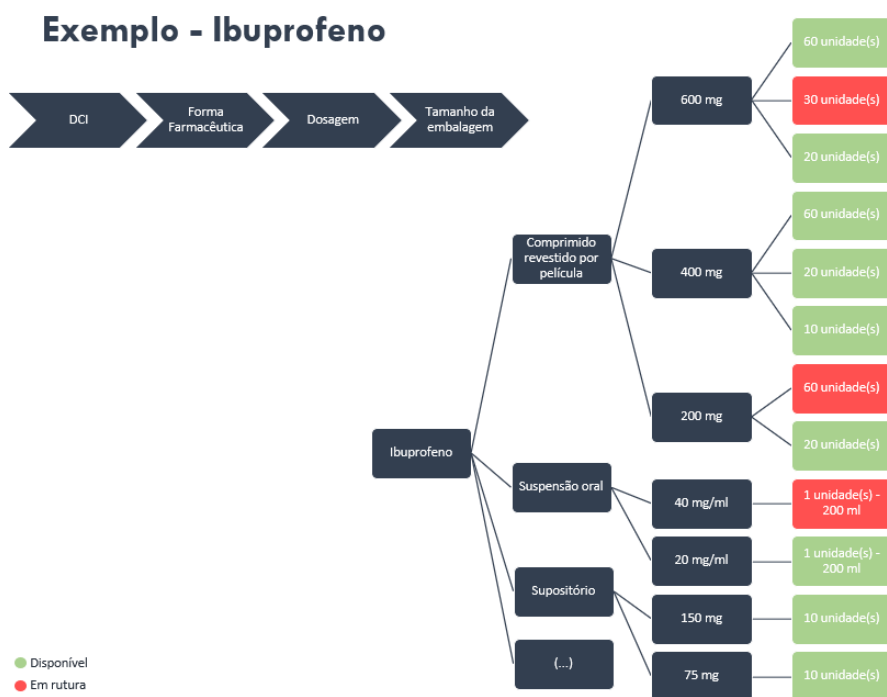 Exemplo - Ibuprofeno
DCI
Forma
Farmacêutica
Dosagem
Tamanho da
embalagem
Ibuprofeno
Comprimido
revestido por
película
600 mg
60 unidade(s)
30 unidade(s)
20 unidade(s)
400 mg
60 unidade(s)
20 unidade(s)
10 unidade(s)
200 mg
60 unidade(s)
20 unidade(s)
Suspensão oral
40 mg/ml
1 unidade(s) -
200 ml
20 mg/ml
1 unidade(s) -
200 ml
Supositório
150 mg
10 unidade(s)
75 mg
10 unidade(s)
(...)
Disponível
Em rutura